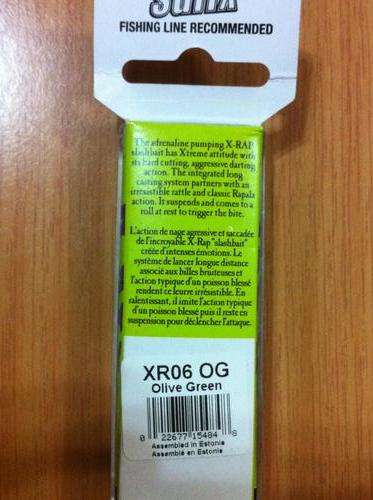 Sufix
FISHING LINE RECOMMENDED
The adrenaline pumping X-RAP
slashbait has Xtreme attitude with
its hard cutting, aggressive darting
action. The integrated long
casting system partners with an
irresistible rattle and classic Rapala
action. It suspends and comes to a
roll at rest to trigger the bite.
L'action de nage agressive et saccadée
de l'incroyable X-Rap "slashbait"
créée d'intenses émotions. Le
système de lancer longue distance
associé aux billes bruiteuses et
l'action typique d'un poisson blessé
rendent ce leurre irrésistible. En
ralentissant, il imite l'action typique
d'un poisson blessé puis il reste en
suspension pour déclencher l'attaque.
XR06 OG
Olive Green
0 22677 15484 8
Assembled in Estonia
Assemblé en Estonie